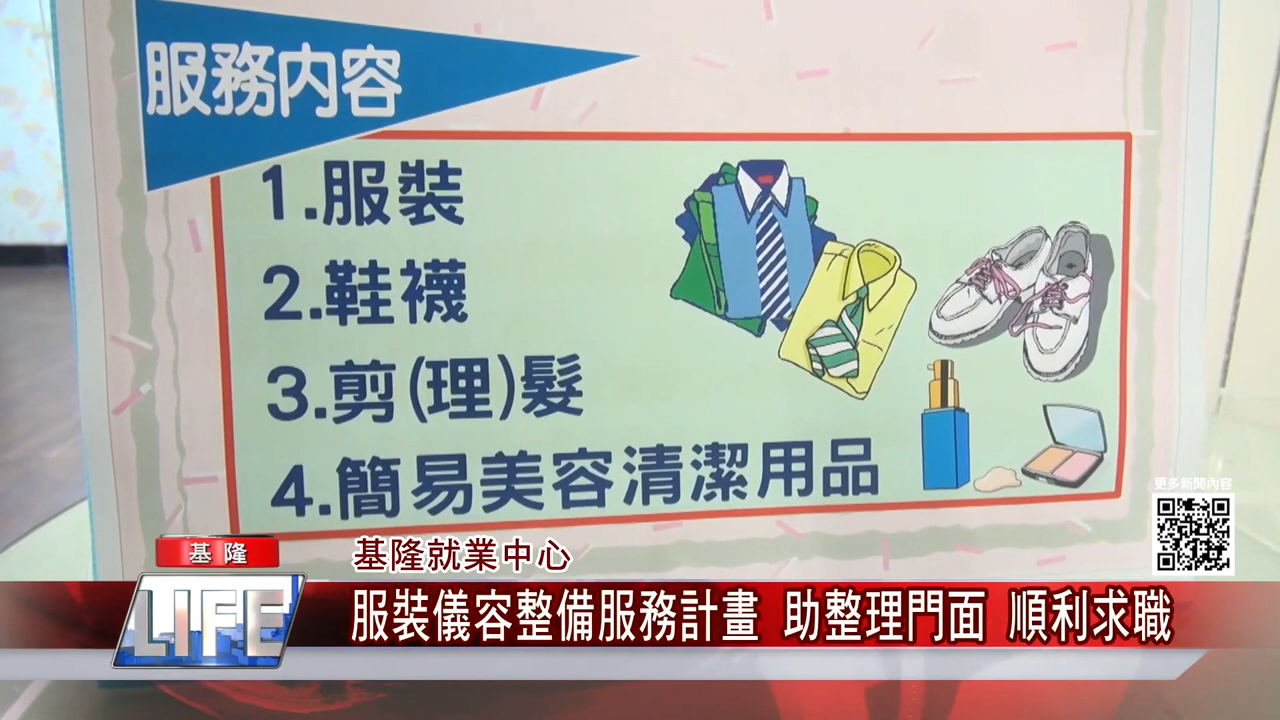 服務內容
1.服裝
2.鞋襪
3.剪(理)髮
4.簡易美容清潔用品
更多新聞內容
基隆
LIFE
基隆就業中心
服裝儀容整備服務計畫 助整理門面 順利求職